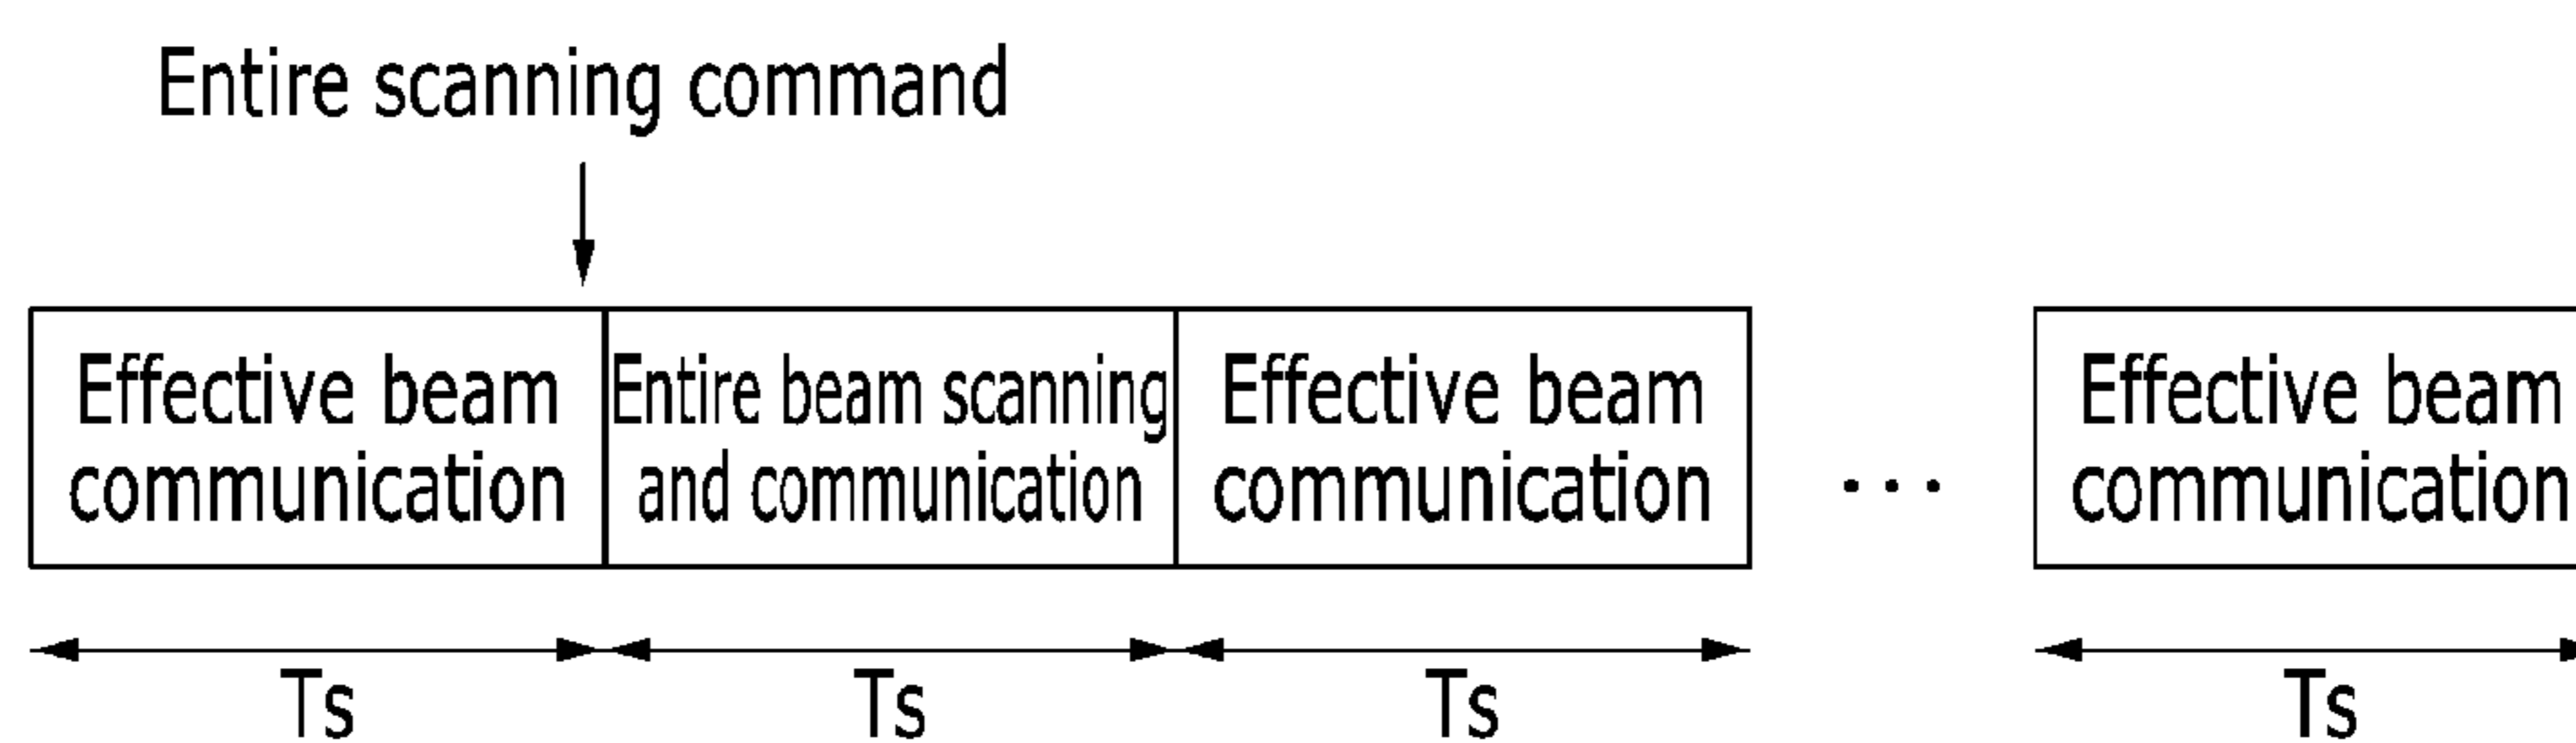 Entire scanning command
Effective beam
communication
Entire beam scanning
and communication
Effective beam
communication
...
Effective beam
communication
Ts
Ts
Ts
Ts